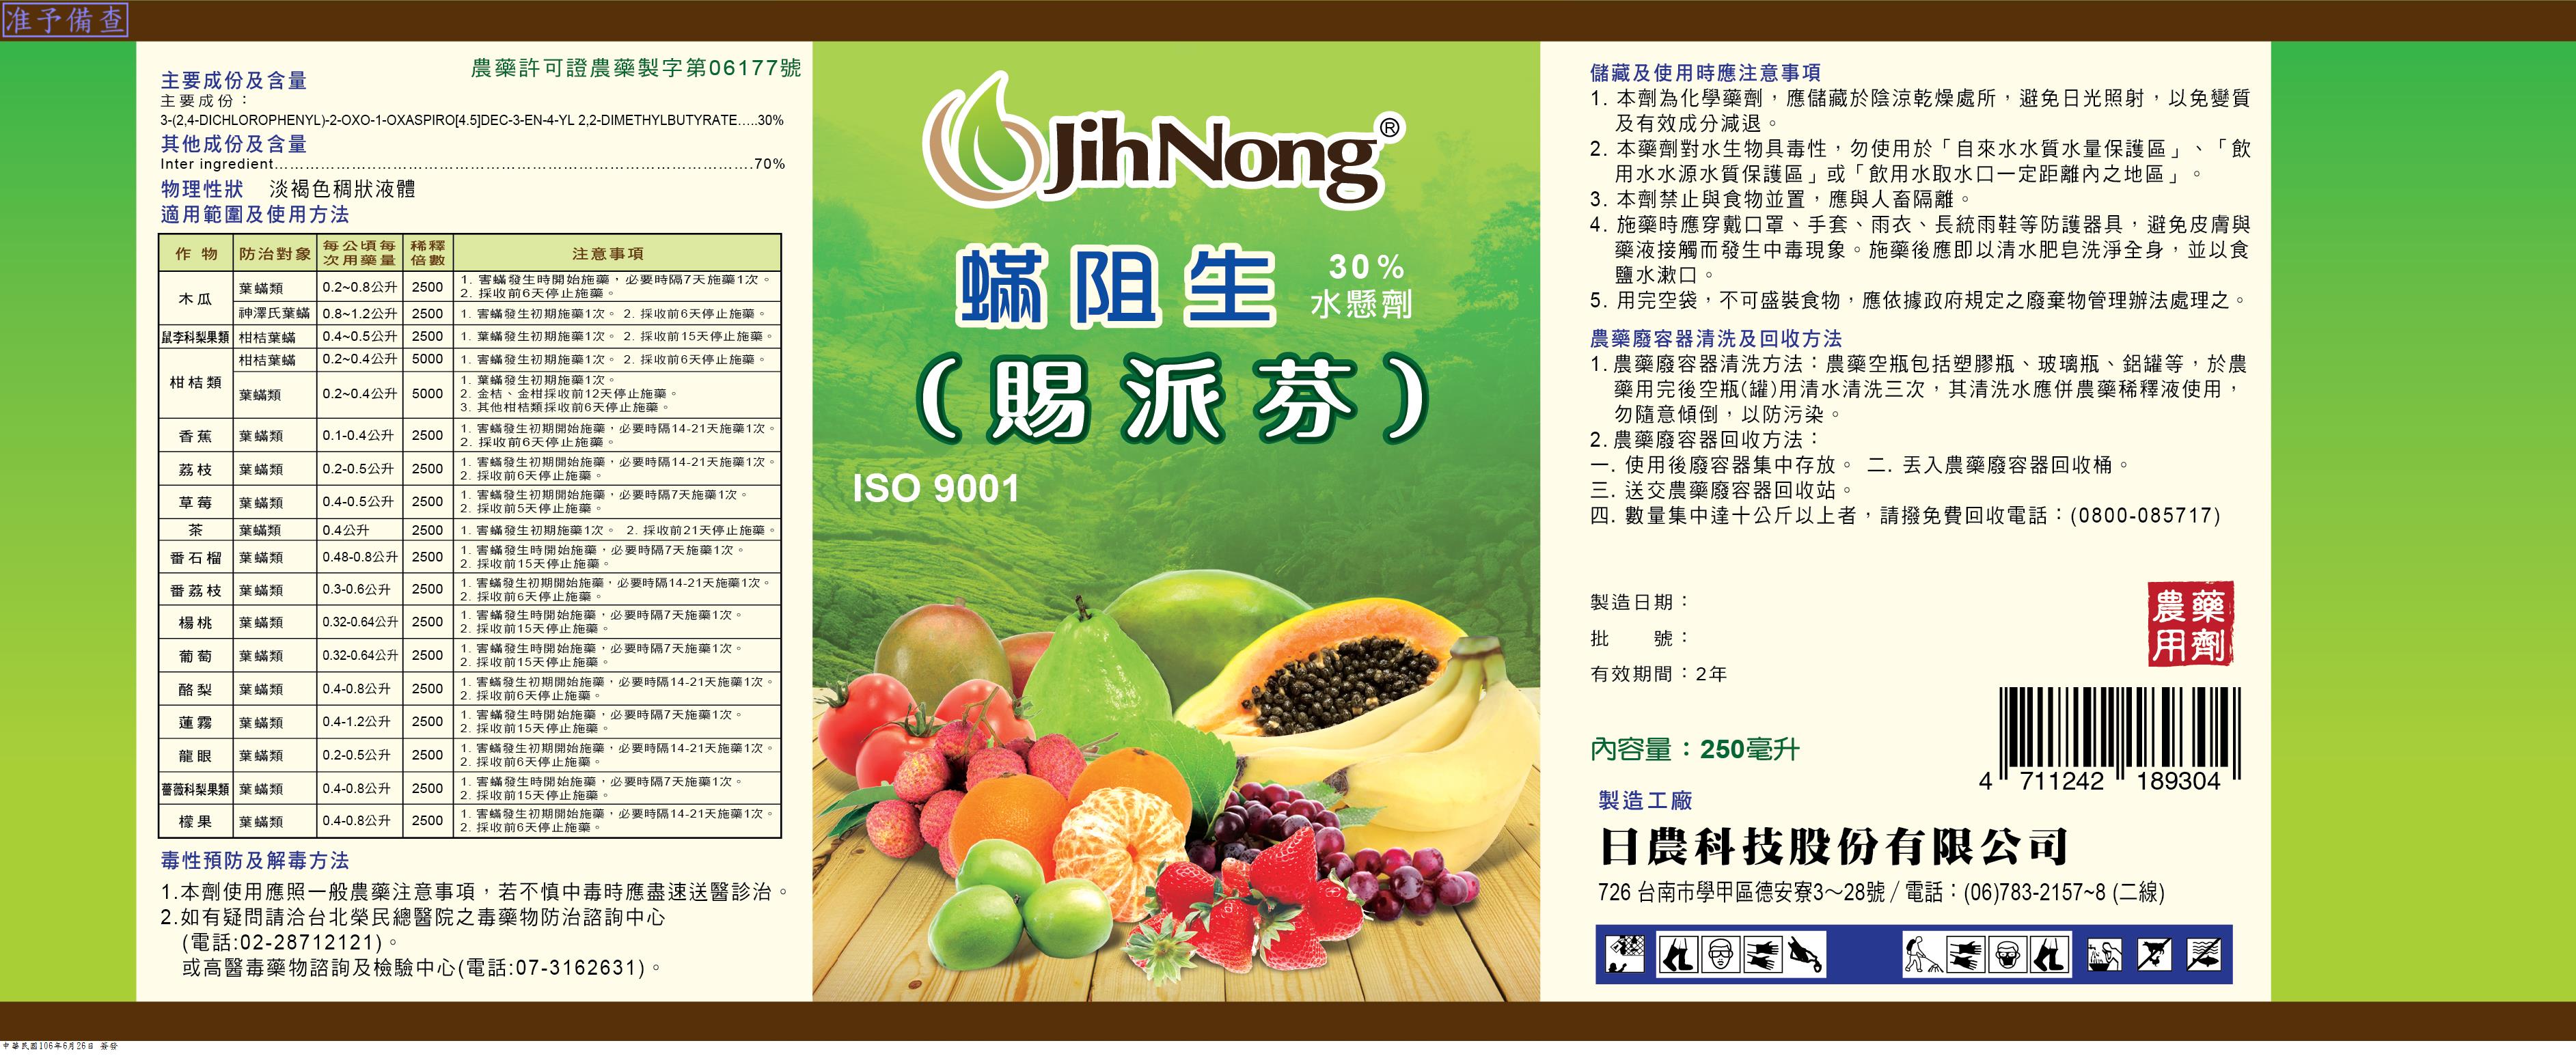 准予備查
農藥許可證農藥製字第06177號
主要成份及含量
主要成份：
3-(2,4-DICHLOROPHENYL)-2-OXO-1-OXASPIRO[4.5]DEC-3-EN-4-YL 2,2-DIMETHYLBUTYRATE.....30%
其他成份及含量
Inter ingredient..........70%
物理性狀 淡褐色稠狀液體
適用範圍及使用方法
作物 防治對象 每公頃每次用藥量 稀釋倍數 注意事項
木瓜 葉蟎類 0.2~0.8公升 2500 1. 害蟎發生時開始施藥，必要時隔7天施藥1次。
2. 採收前6天停止施藥。
神澤氏葉蟎 0.8~1.2公升 2500 1. 害蟎發生初期施藥1次。 2. 採收前6天停止施藥。
鼠李科梨果類 柑桔葉蟎 0.4~0.5公升 2500 1. 葉蟎發生初期施藥1次。 2. 採收前15天停止施藥。
柑桔類 柑桔葉蟎 0.2~0.4公升 5000 1. 害蟎發生初期施藥1次。 2. 採收前6天停止施藥。
葉蟎類 0.2~0.4公升 5000 1. 葉蟎發生初期施藥1次。
2. 金桔、金柑採收前12天停止施藥。
3. 其他柑桔類採收前6天停止施藥。
香蕉 葉蟎類 0.1-0.4公升 2500 1. 害蟎發生初期開始施藥，必要時隔14-21天施藥1次。
2. 採收前6天停止施藥。
荔枝 葉蟎類 0.2-0.5公升 2500 1. 害蟎發生初期開始施藥，必要時隔14-21天施藥1次。
2. 採收前6天停止施藥。
草莓 葉蟎類 0.4-0.5公升 2500 1. 害蟎發生初期開始施藥，必要時隔7天施藥1次。
2. 採收前5天停止施藥。
茶 葉蟎類 0.4公升 2500 1. 害蟎發生初期施藥1次。 2. 採收前21天停止施藥。
番石榴 葉蟎類 0.48-0.8公升 2500 1. 害蟎發生時開始施藥，必要時隔7天施藥1次。
2. 採收前15天停止施藥。
番荔枝 葉蟎類 0.3-0.6公升 2500 1. 害蟎發生初期開始施藥，必要時隔14-21天施藥1次。
2. 採收前6天停止施藥。
楊桃 葉蟎類 0.32-0.64公升 2500 1. 害蟎發生時開始施藥，必要時隔7天施藥1次。
2. 採收前15天停止施藥。
葡萄 葉蟎類 0.32-0.64公升 2500 1. 害蟎發生時開始施藥，必要時隔7天施藥1次。
2. 採收前15天停止施藥。
酪梨 葉蟎類 0.4-0.8公升 2500 1. 害蟎發生初期開始施藥，必要時隔14-21天施藥1次。
2. 採收前6天停止施藥。
蓮霧 葉蟎類 0.4-1.2公升 2500 1. 害蟎發生時開始施藥，必要時隔7天施藥1次。
2. 採收前15天停止施藥。
龍眼 葉蟎類 0.2-0.5公升 2500 1. 害蟎發生初期開始施藥，必要時隔14-21天施藥1次。
2. 採收前6天停止施藥。
薔薇科梨果類 葉蟎類 0.4-0.8公升 2500 1. 害蟎發生時開始施藥，必要時隔7天施藥1次。
2. 採收前15天停止施藥。
檬果 葉蟎類 0.4-0.8公升 2500 1. 害蟎發生初期開始施藥，必要時隔14-21天施藥1次。
2. 採收前6天停止施藥。
毒性預防及解毒方法
1.本劑使用應照一般農藥注意事項，若不慎中毒時應盡速送醫診治。
2.如有疑問請洽台北榮民總醫院之毒藥物防治諮詢中心
(電話:02-28712121)。
或高醫毒藥物諮詢及檢驗中心(電話:07-3162631)。
JihNong®
蟎阻生
30%
水懸劑
(賜派芬)
ISO 9001
儲藏及使用時應注意事項
1. 本劑為化學藥劑，應儲藏於陰涼乾燥處所，避免日光照射，以免變質
及有效成分減退。
2. 本藥劑對水生物具毒性，勿使用於「自來水水質水量保護區」、「飲
用水水源水質保護區」或「飲用水取水口一定距離內之地區」。
3. 本劑禁止與食物並置，應與人畜隔離。
4. 施藥時應穿戴口罩、手套、雨衣、長統雨鞋等防護器具，避免皮膚與
藥液接觸而發生中毒現象。施藥後應即以清水肥皂洗淨全身，並以食
鹽水漱口。
5. 用完空袋，不可盛裝食物，應依據政府規定之廢棄物管理辦法處理之。
農藥廢容器清洗及回收方法
1. 農藥廢容器清洗方法：農藥空瓶包括塑膠瓶、玻璃瓶、鋁罐等，於農
藥用完後空瓶(罐)用清水清洗三次，其清洗水應併農藥稀釋液使用，
勿隨意傾倒，以防污染。
2. 農藥廢容器回收方法：
一. 使用後廢容器集中存放。 二. 丟入農藥廢容器回收桶。
三. 送交農藥廢容器回收站。
四. 數量集中達十公斤以上者，請撥免費回收電話：(0800-085717)
製造日期：
批 號：
有效期間：2年
農藥
用劑
內容量：250毫升
4 711242 189304
製造工廠
日農科技股份有限公司
726 台南市學甲區德安寮3～28號 / 電話：(06)783-2157~8 (二線)
中華民國106年6月26日 簽發